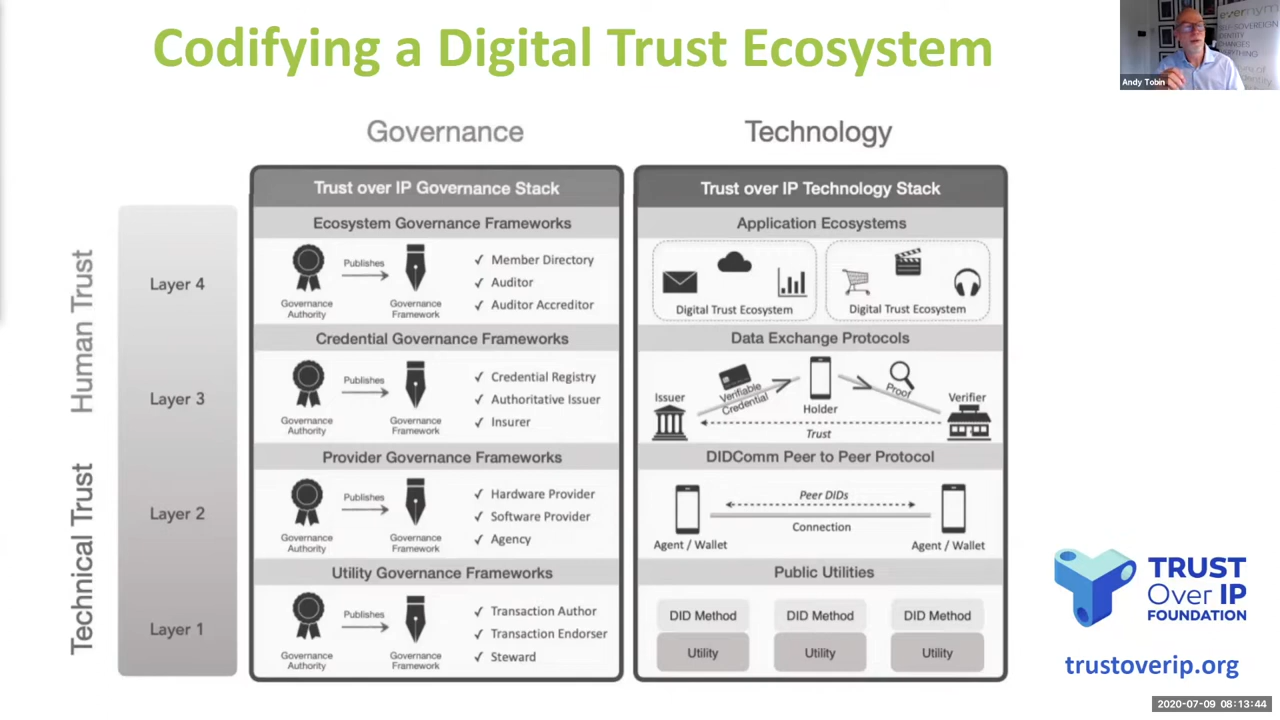 Codifying a Digital Trust Ecosystem
evernym
SELF-SOVEREIGN
IDENTITY
CHANGES
EVERYTHING
Andy Tobin
Governance
Technology
Human Trust
Technical Trust
Layer 4
Layer 3
Layer 2
Layer 1
Trust over IP Governance Stack
Ecosystem Governance Frameworks
Governance
Authority
Publishes
Governance
Framework
✓ Member Directory
✓ Auditor
✓ Auditor Accreditor
Credential Governance Frameworks
Governance
Authority
Publishes
Governance
Framework
✓ Credential Registry
✓ Authoritative Issuer
✓ Insurer
Provider Governance Frameworks
Governance
Authority
Publishes
Governance
Framework
✓ Hardware Provider
✓ Software Provider
✓ Agency
Utility Governance Frameworks
Governance
Authority
Publishes
Governance
Framework
✓ Transaction Author
✓ Transaction Endorser
✓ Steward
Trust over IP Technology Stack
Application Ecosystems
Digital Trust Ecosystem
Digital Trust Ecosystem
Data Exchange Protocols
Issuer
Verifiable
Credential
Holder
Proof
Verifier
Trust
DIDComm Peer to Peer Protocol
Peer DIDs
Connection
Agent / Wallet
Agent / Wallet
Public Utilities
DID Method
DID Method
DID Method
Utility
Utility
Utility
TRUST
Over IP
FOUNDATION
trustoverip.org
2020-07-09 08:13:44